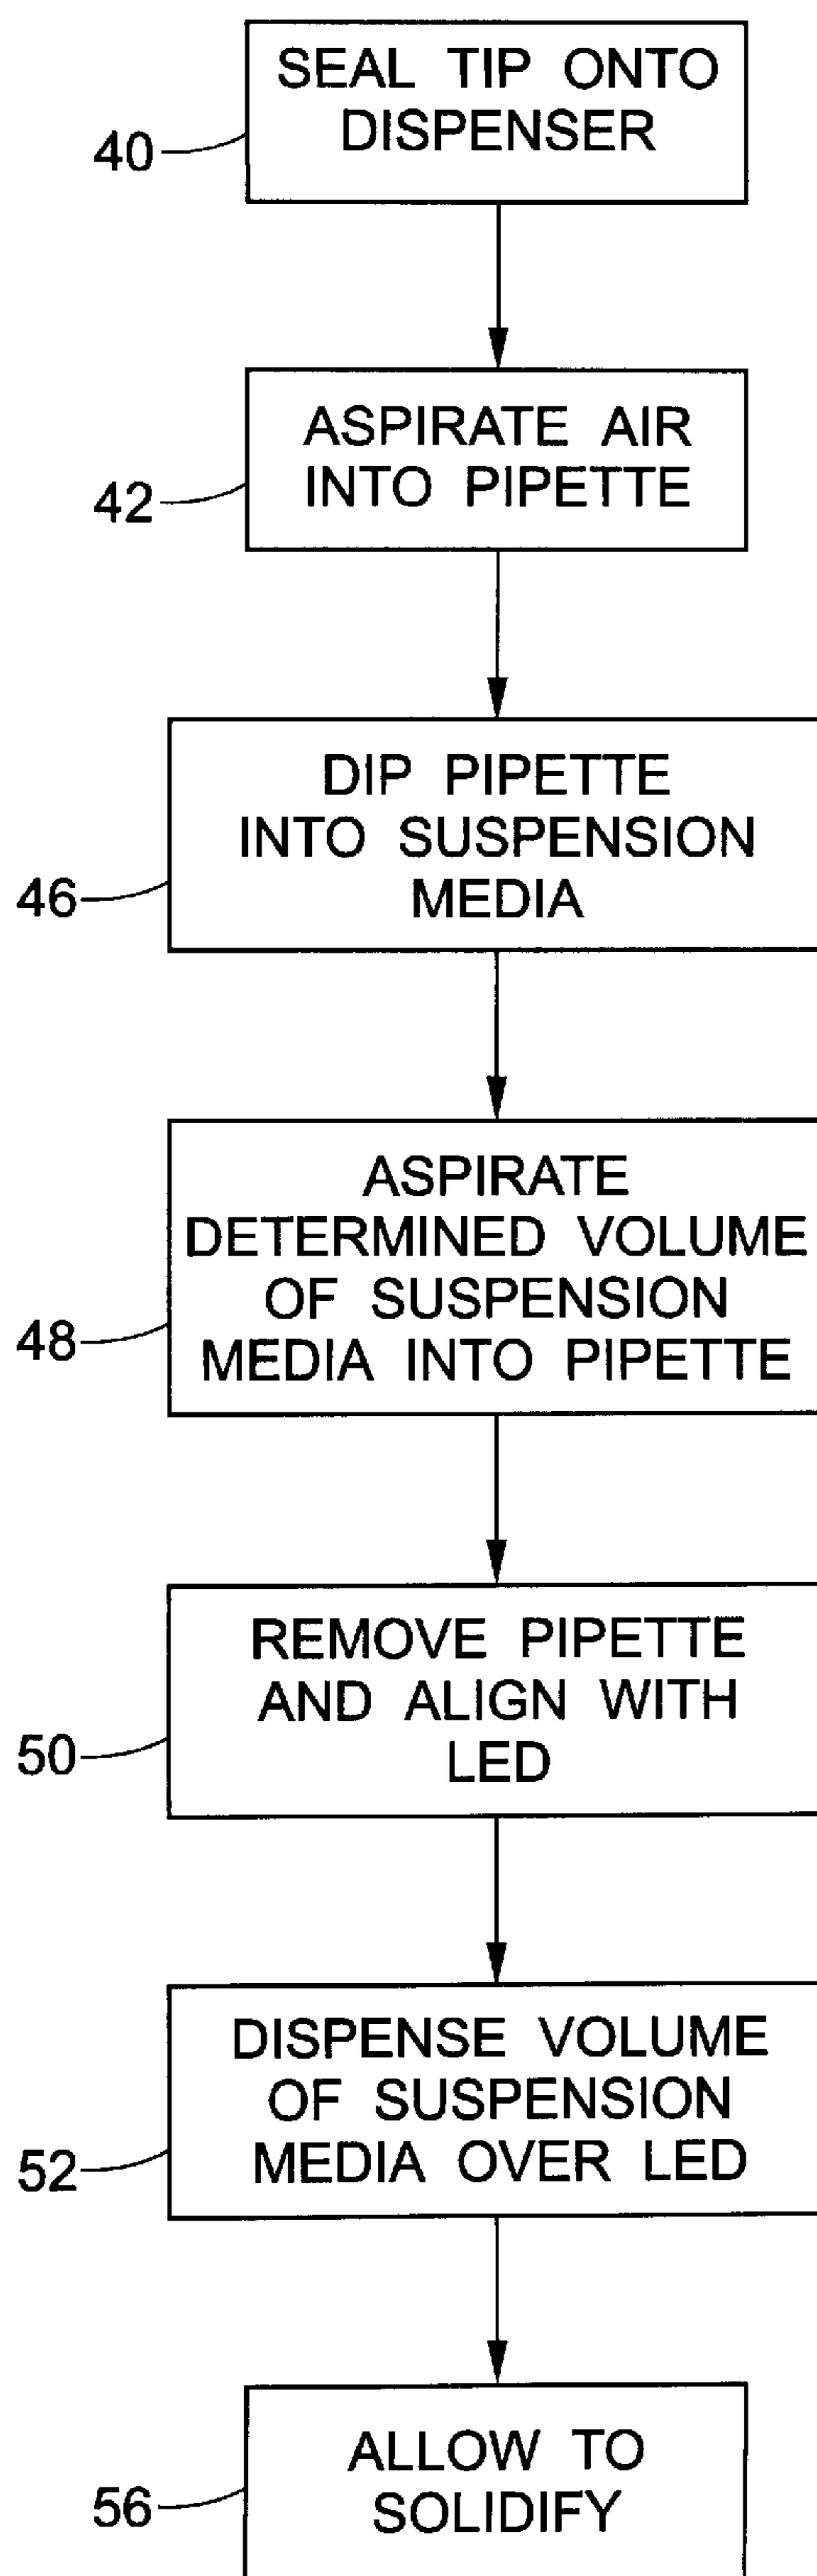 SEAL TIP ONTO
DISPENSER
40
ASPIRATE AIR
INTO PIPETTE
42
DIP PIPETTE
INTO SUSPENSION
MEDIA
46
ASPIRATE
DETERMINED VOLUME
OF SUSPENSION
MEDIA INTO PIPETTE
48
REMOVE PIPETTE
AND ALIGN WITH
LED
50
DISPENSE VOLUME
OF SUSPENSION
MEDIA OVER LED
52
ALLOW TO
SOLIDIFY
56